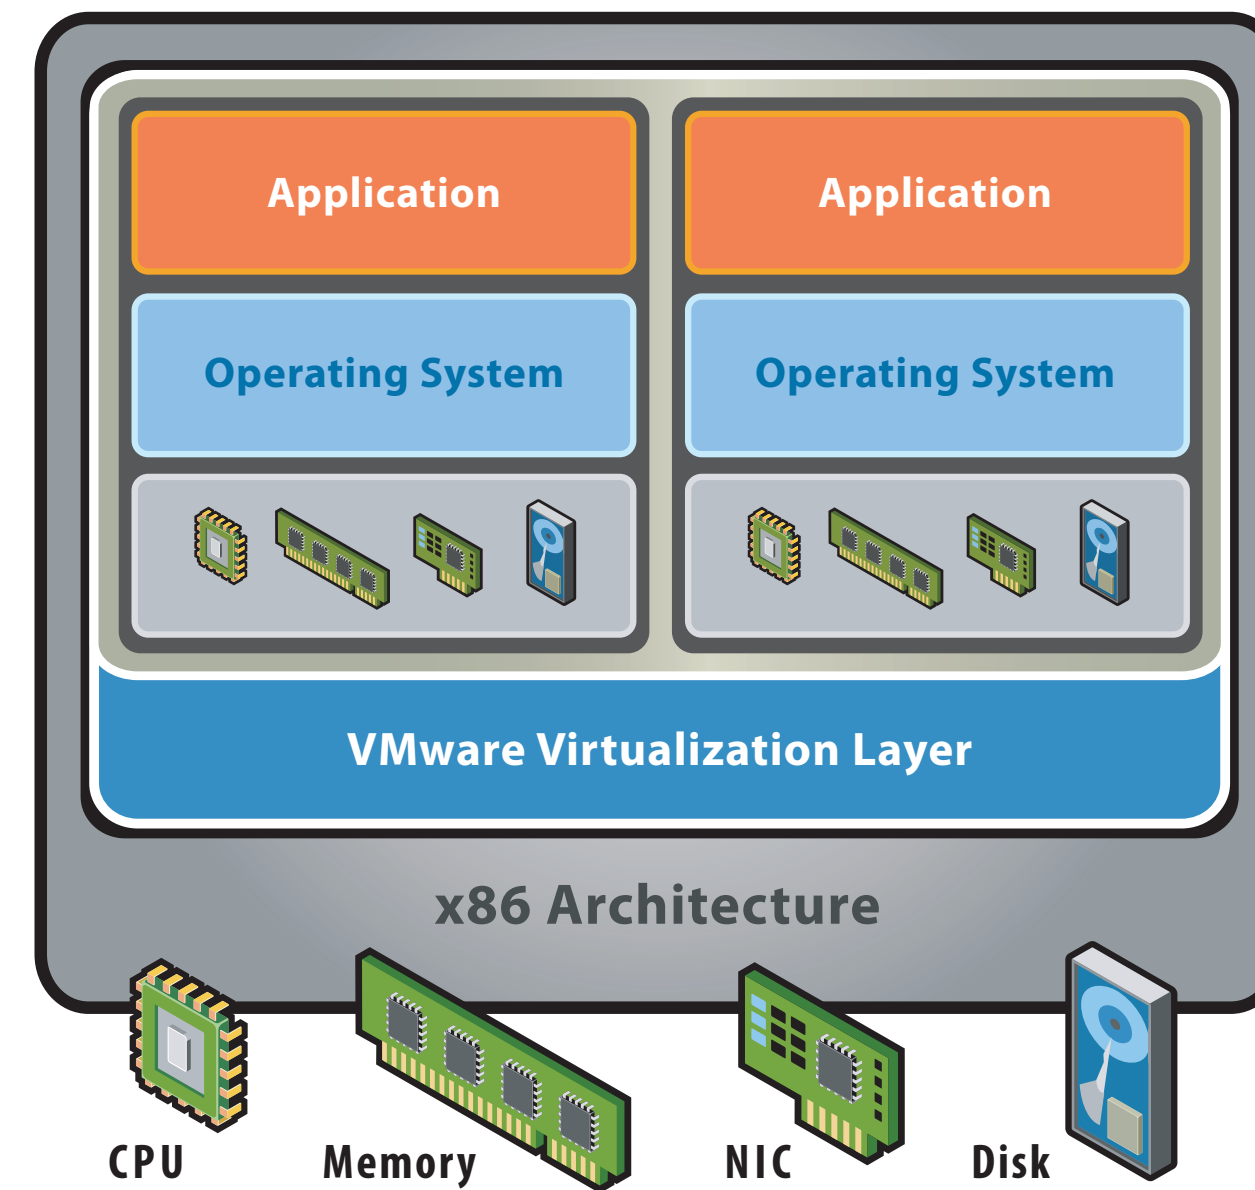 Application
Application
Operating System
Operating System
VMware Virtualization Layer
x86 Architecture
CPU
Memory
NIC
Disk